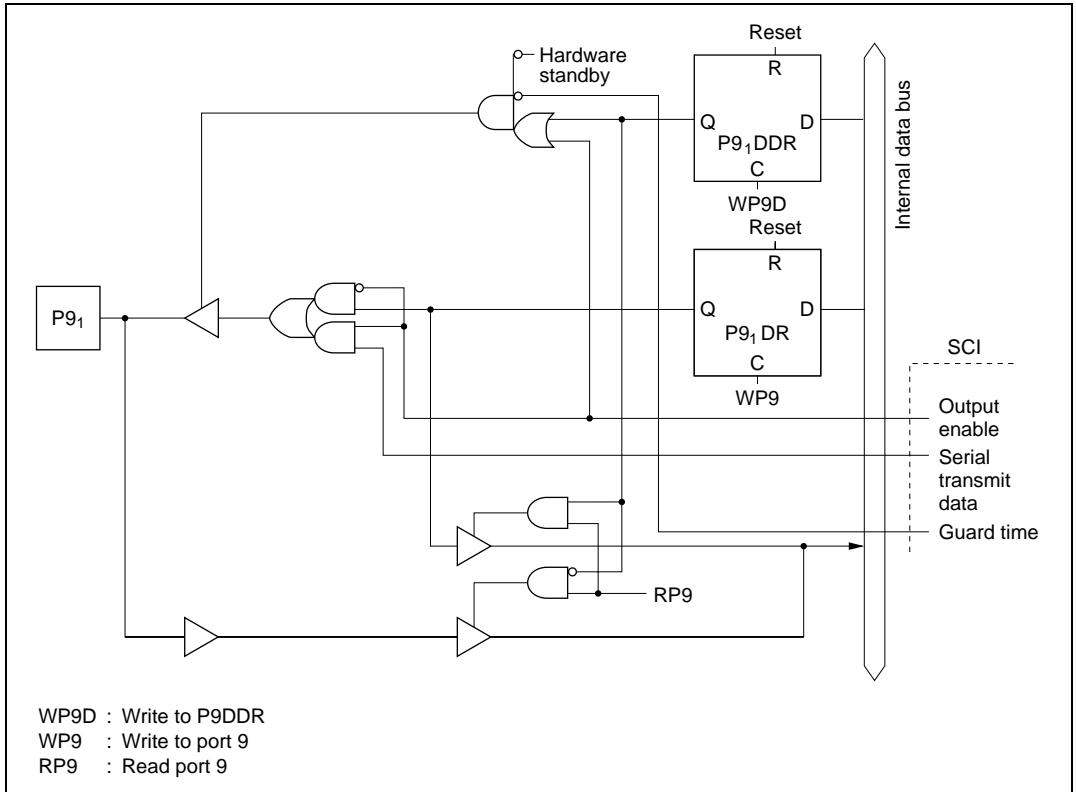 Reset
Hardware
standby
R
Q D
P9₁DDR
C
WP9D
Reset
R
Internal data bus
P9₁
Q D
P9₁DR
C
WP9
SCI
Output
enable
Serial
transmit
data
Guard time
RP9
WP9D : Write to P9DDR
WP9 : Write to port 9
RP9 : Read port 9